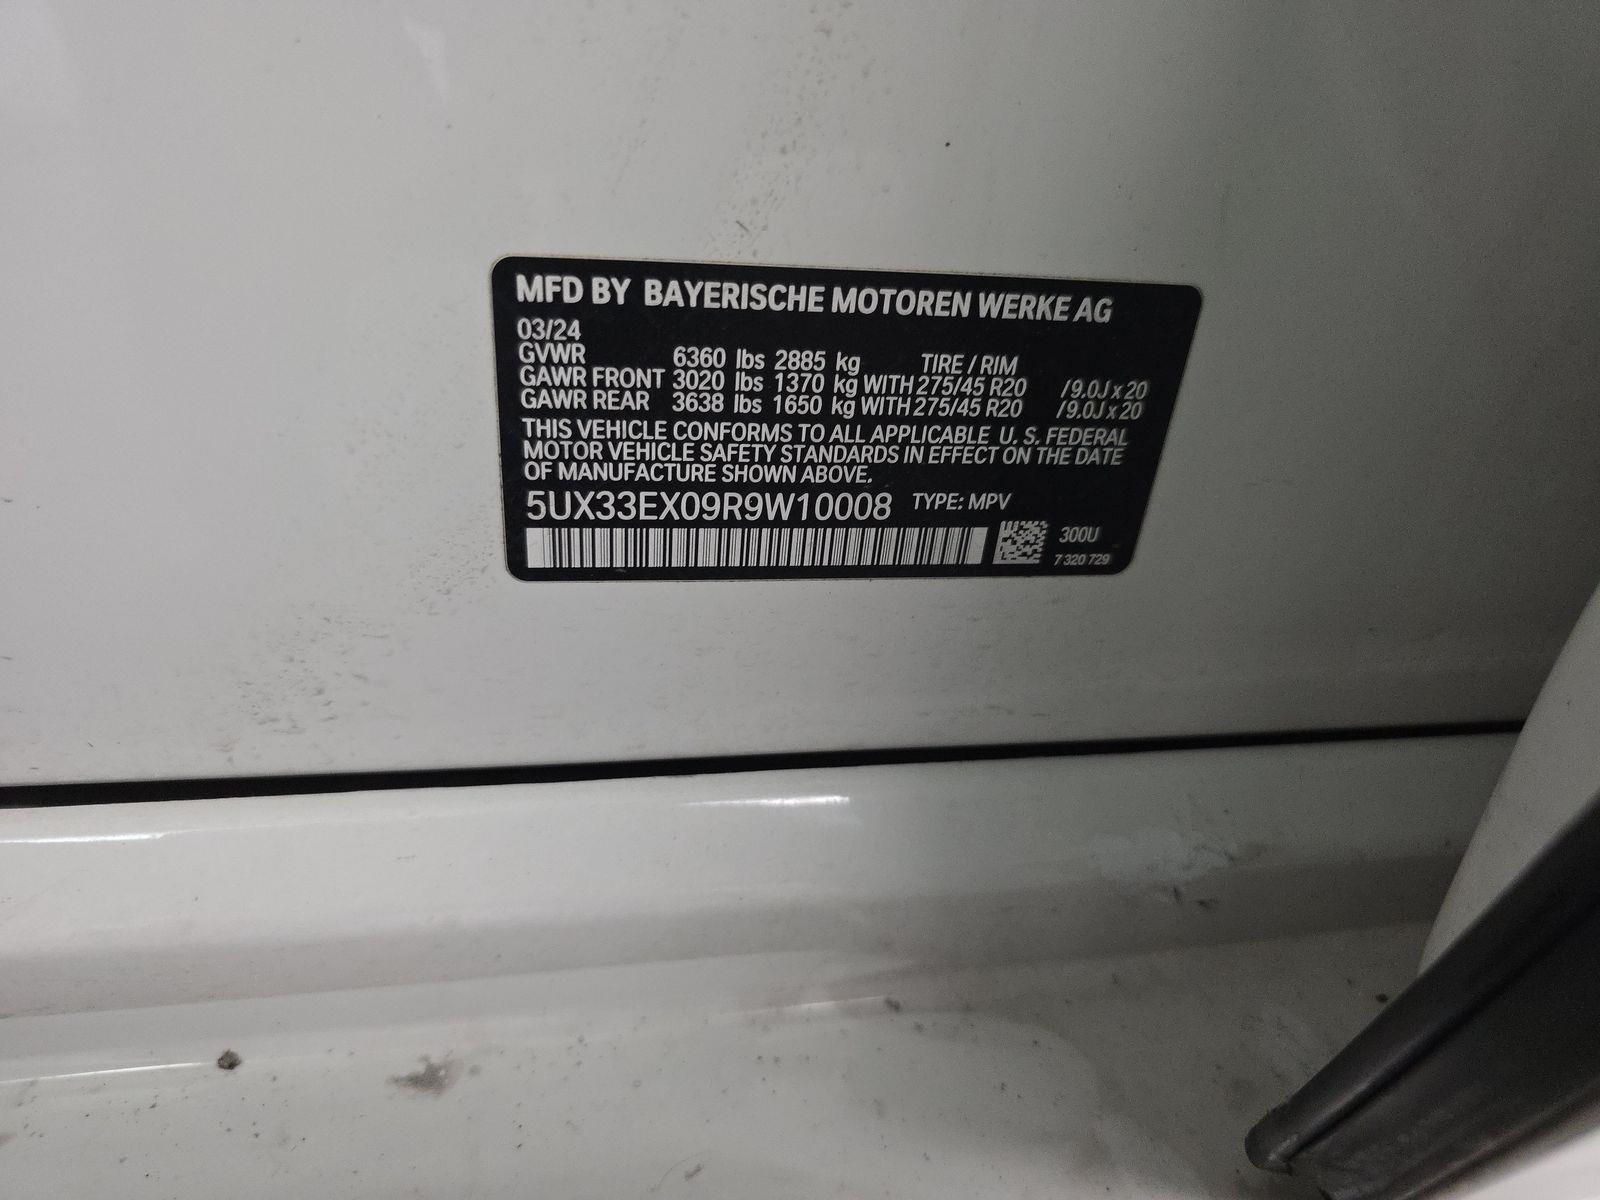 MFD BY BAYERISCHE MOTOREN WERKE AG
03/24
GVWR 6360 lbs 2885 kg TIRE / RIM
GAWR FRONT 3020 lbs 1370 kg WITH 275/45 R20 /9.0J x 20
GAWR REAR 3638 lbs 1650 kg WITH 275/45 R20 /9.0J x 20
THIS VEHICLE CONFORMS TO ALL APPLICABLE U. S. FEDERAL
MOTOR VEHICLE SAFETY STANDARDS IN EFFECT ON THE DATE
OF MANUFACTURE SHOWN ABOVE.
5UX33EX09R9W10008 TYPE: MPV
300U
7 320 729